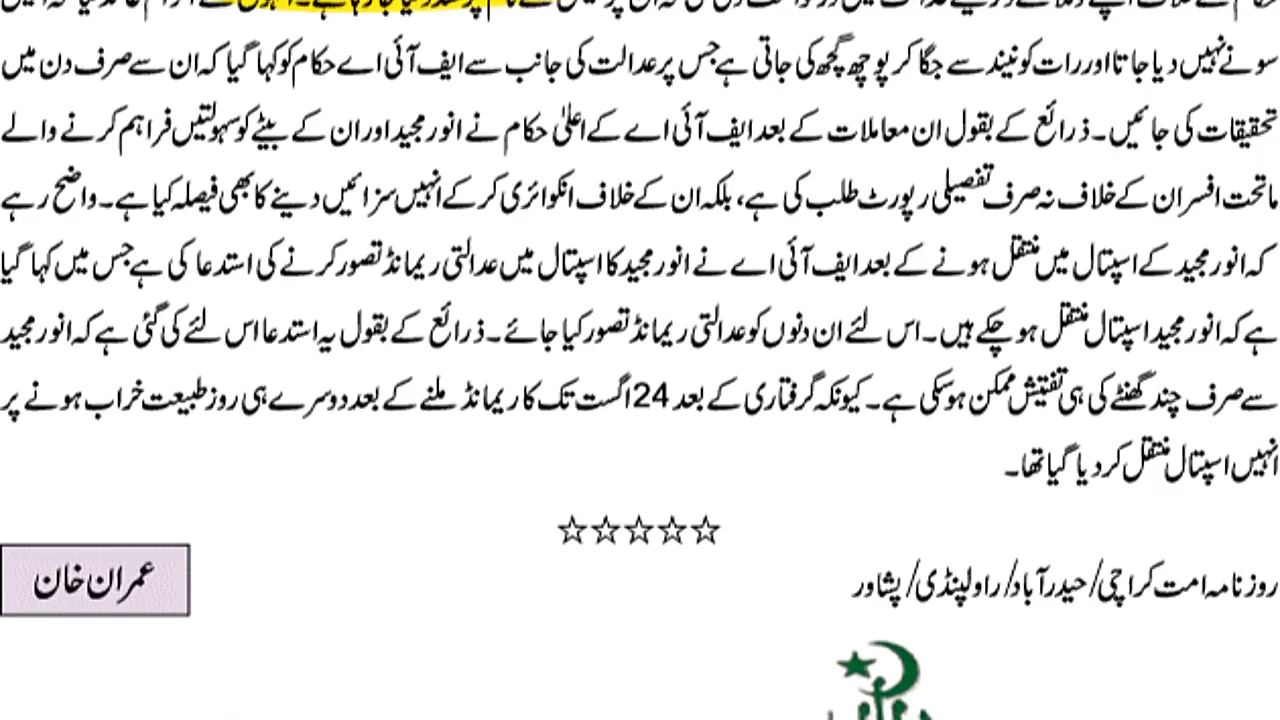 سونے نہیں دیا جاتا اور رات کو نیند سے جگا کر پوچھ گچھ کی جاتی ہے جس پر عدالت کی جانب سے ایف آئی اے حکام کو کہا گیا کہ ان سے صرف دن میں
تحقیقات کی جائیں۔ ذرائع کے بقول ان معاملات کے بعد ایف آئی اے کے اعلیٰ حکام نے انور مجید اور ان کے بیٹے کو سہولتیں فراہم کرنے والے
ماتحت افسران کے خلاف نہ صرف تفصیلی رپورٹ طلب کی ہے، بلکہ ان کے خلاف انکوائری کر کے انہیں سزائیں دینے کا بھی فیصلہ کیا ہے۔ واضح رہے
کہ انور مجید کے اسپتال میں منتقل ہونے کے بعد ایف آئی اے نے انور مجید کا اسپتال میں عدالتی ریمانڈ تصور کرنے کی استدعا کی ہے جس میں کہا گیا
ہے کہ انور مجید اسپتال منتقل ہو چکے ہیں۔ اس لئے ان دنوں کو عدالتی ریمانڈ تصور کیا جائے۔ ذرائع کے بقول یہ استدعا اس لئے کی گئی ہے کہ انور مجید
سے صرف چند گھنٹے کی ہی تفتیش ممکن ہو سکی ہے۔ کیونکہ گرفتاری کے بعد 24 اگست تک کا ریمانڈ ملنے کے بعد دوسرے ہی روز طبیعت خراب ہونے پر
انہیں اسپتال منتقل کر دیا گیا تھا۔
☆☆☆☆☆
روزنامہ امت کراچی/حیدرآباد/راولپنڈی/پشاور
عمران خان